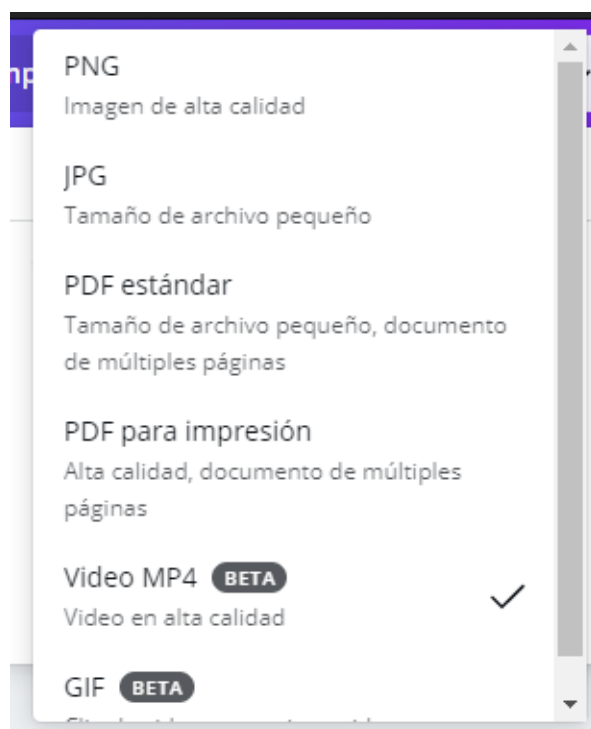 PNG
Imagen de alta calidad
JPG
Tamaño de archivo pequeño
PDF estándar
Tamaño de archivo pequeño, documento
de múltiples páginas
PDF para impresión
Alta calidad, documento de múltiples
páginas
Video MP4 BETA
Video en alta calidad
GIF BETA